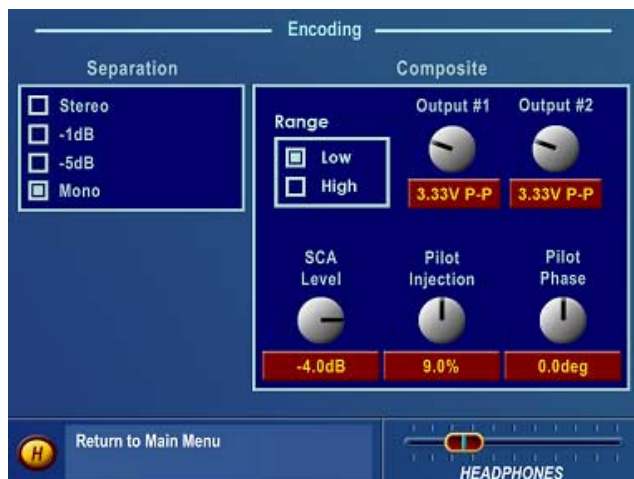 Encoding
Separation
Stereo
-1dB
-5dB
Mono
Composite
Range
Low
High
Output #1
Output #2
3.33V P-P
3.33V P-P
SCA
Level
Pilot
Injection
Pilot
Phase
-4.0dB
9.0%
0.0deg
H
Return to Main Menu
HEADPHONES